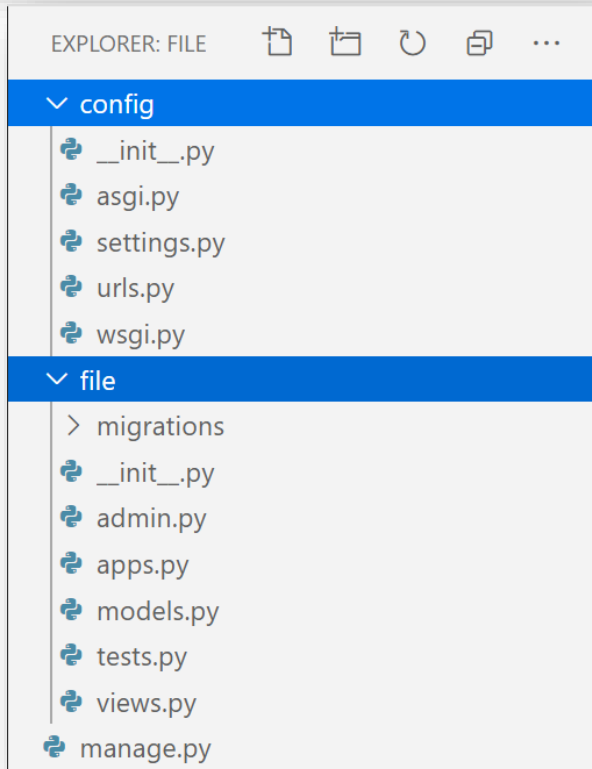 EXPLORER: FILE
config
__init__.py
asgi.py
settings.py
urls.py
wsgi.py
file
migrations
__init__.py
admin.py
apps.py
models.py
tests.py
views.py
manage.py